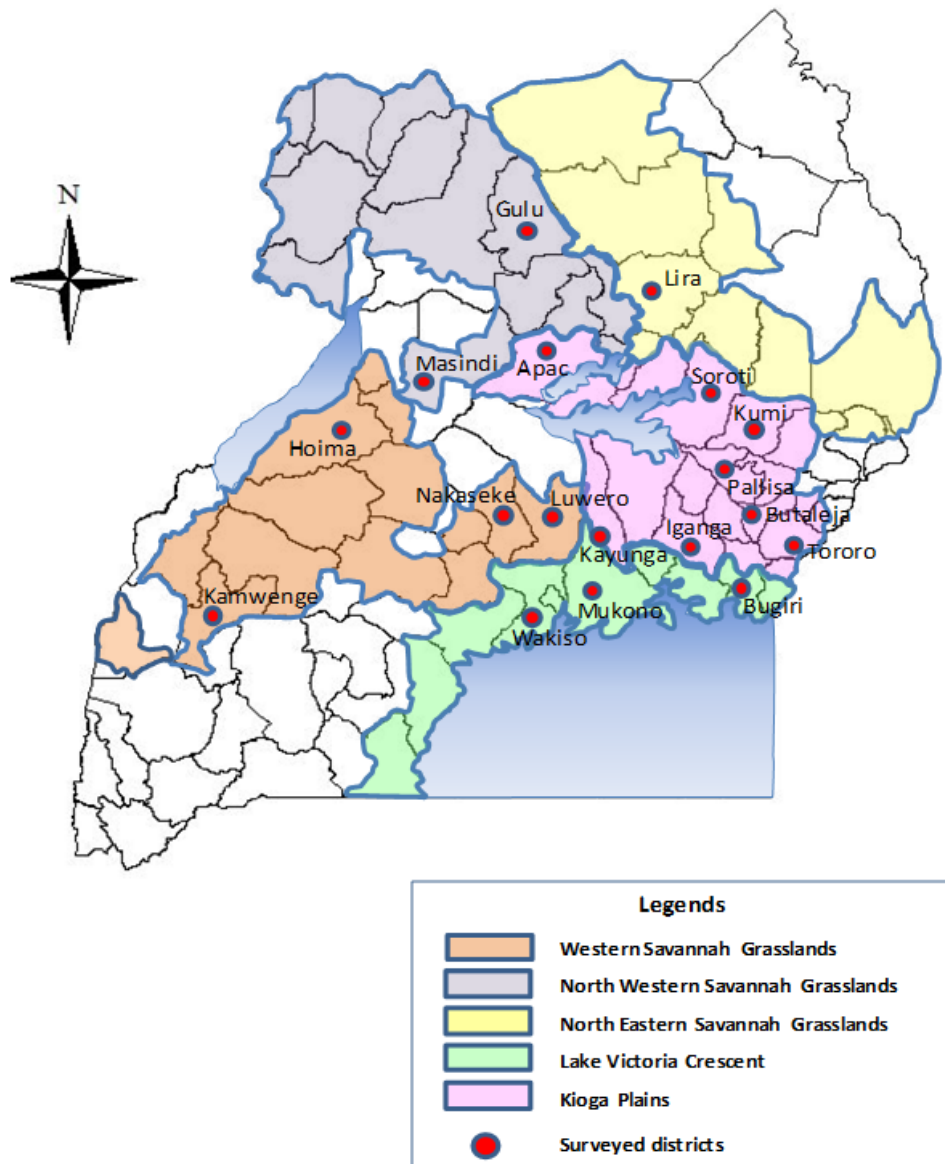 N
Gulu
Lira
Masindi
Apac
Soroti
Kumi
Hoima
Pallisa
Nakaseke
Luwero
Butaleja
Iganga
Kayunga
Tororo
Kamwenge
Mukono
Bugiri
Wakiso
Legends
Western Savannah Grasslands
North Western Savannah Grasslands
North Eastern Savannah Grasslands
Lake Victoria Crescent
Kioga Plains
Surveyed districts